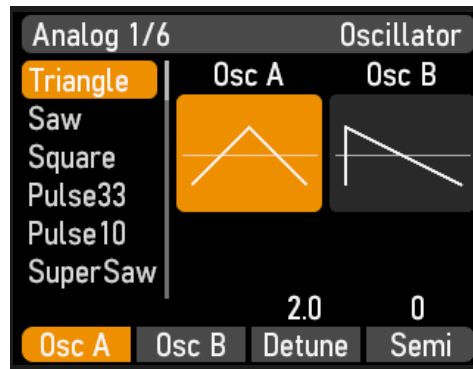 Analog 1/6 Oscillator
Triangle
Saw
Square
Pulse33
Pulse10
SuperSaw
Osc A Osc B
2.0 0
Osc A Osc B Detune Semi